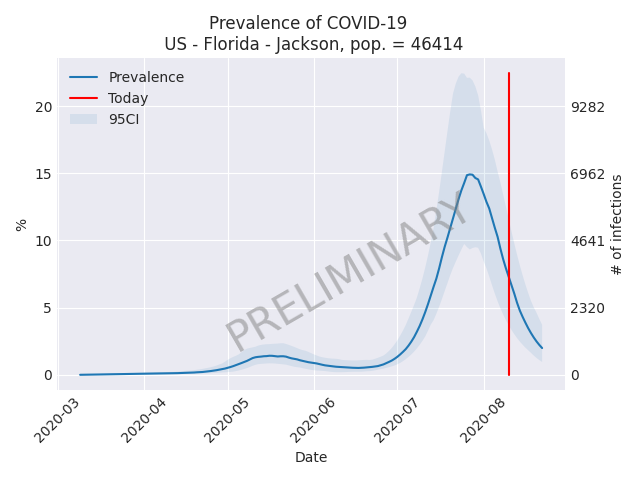 Prevalence of COVID-19
US - Florida - Jackson, pop. = 46414
Prevalence
Today
95CI
PRELIMINARY
%
20
15
10
5
0
9282
6962
4641
2320
0
# of infections
2020-03
2020-04
2020-05
2020-06
2020-07
2020-08
Date